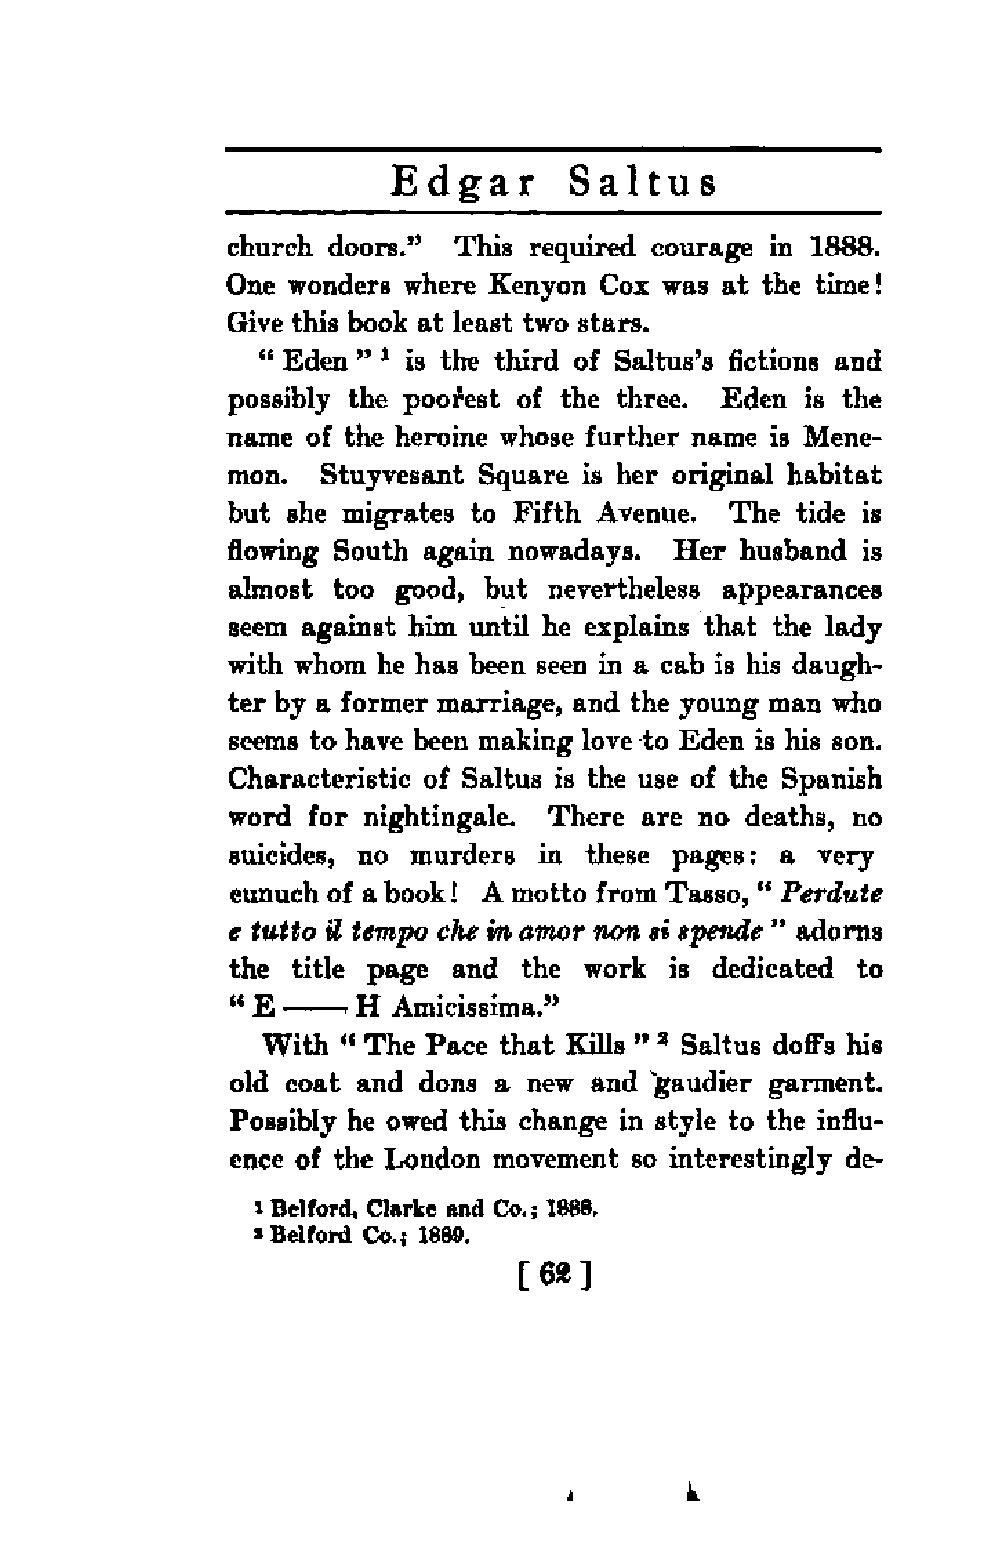 Edgar Saltus
church doors." This required courage in 1888.
One wonders where Kenyon Cox was at the time!
Give this book at least two stars.
" Eden " 1 is the third of Saltus's fictions and
possibly the poorest of the three. Eden is the
name of the heroine whose further name is Mene-
mon. Stuyvesant Square is her original habitat
but she migrates to Fifth Avenue. The tide is
flowing South again nowadays. Her husband is
almost too good, but nevertheless appearances
seem against him until he explains that the lady
with whom he has been seen in a cab is his daugh-
ter by a former marriage, and the young man who
seems to have been making love to Eden is his son.
Characteristic of Saltus is the use of the Spanish
word for nightingale. There are no deaths, no
suicides, no murders in these pages: a very
eunuch of a book! A motto from Tasso, " Perdute
e tutto il tempo che in amor non si spende " adorns
the title page and the work is dedicated to
" E —— H Amicissima."
With " The Pace that Kills " 2 Saltus doffs his
old coat and dons a new and gaudier garment.
Possibly he owed this change in style to the influ-
ence of the London movement so interestingly de-
1 Belford, Clarke and Co.; 1888.
2 Belford Co.; 1889.
[ 62 ]